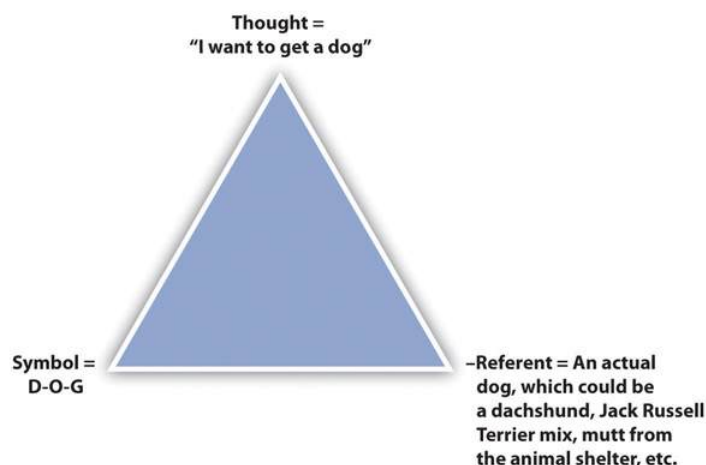 Thought =
“I want to get a dog”
Symbol =
D-O-G
–Referent = An actual
dog, which could be
a dachshund, Jack Russell
Terrier mix, mutt from
the animal shelter, etc.